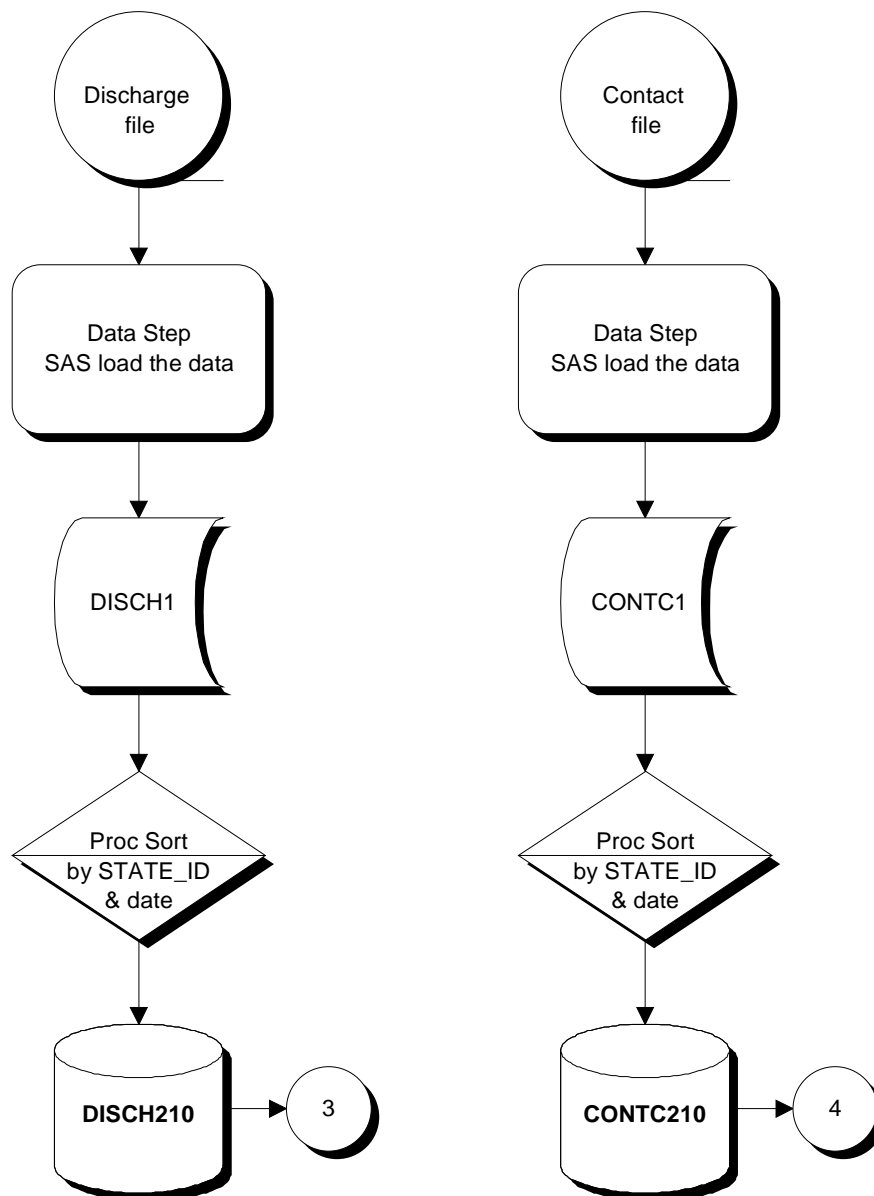 Discharge
file
Data Step
SAS load the data
DISCH1
Proc Sort
by STATE_ID
& date
DISCH210
3
Contact
file
Data Step
SAS load the data
CONTC1
Proc Sort
by STATE_ID
& date
CONTC210
4